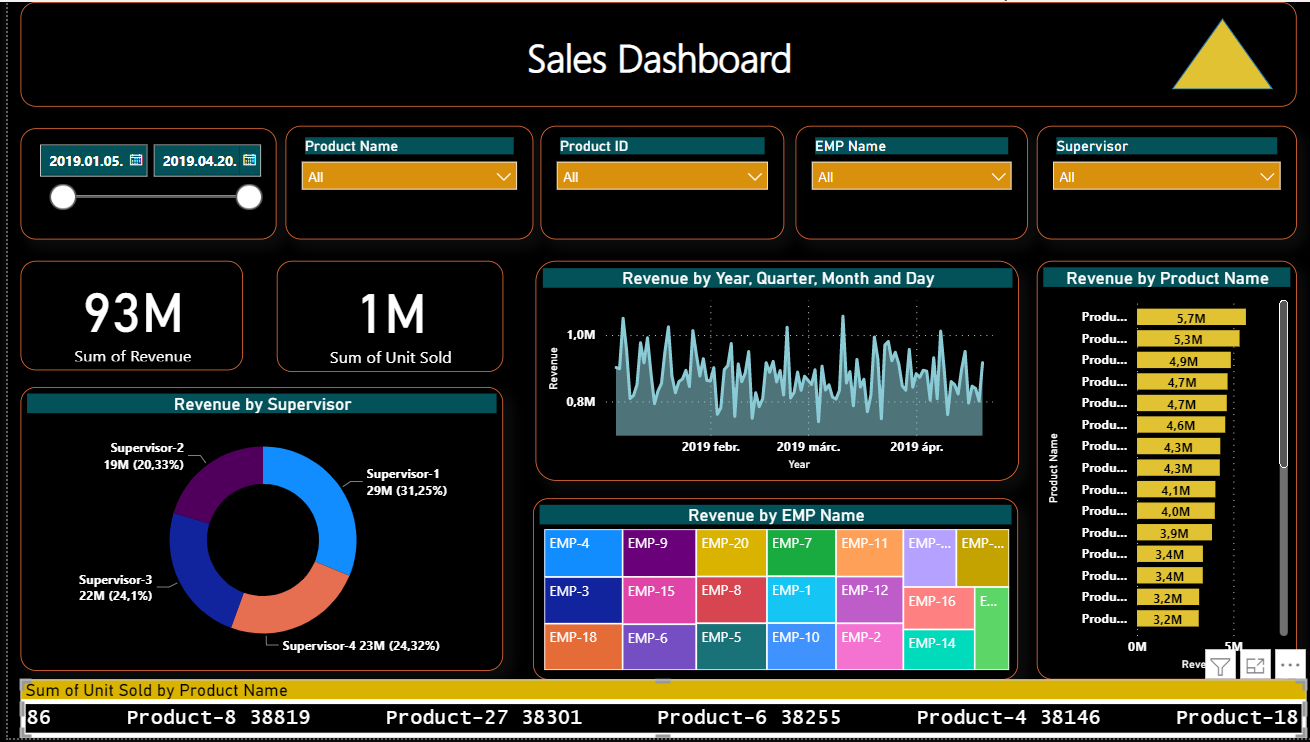 Sales Dashboard
2019.01.05. 2019.04.20.
Product Name
All
Product ID
All
EMP Name
All
Supervisor
All
93M
Sum of Revenue
1M
Sum of Unit Sold
Revenue by Supervisor
Supervisor-2
19M (20,33%)
Supervisor-1
29M (31,25%)
Supervisor-3
22M (24,1%)
Supervisor-4 23M (24,32%)
Revenue by Year, Quarter, Month and Day
Revenue
1,0M
0,8M
2019 febr. 2019 márc. 2019 ápr.
Year
Revenue by EMP Name
EMP-4 EMP-9 EMP-20 EMP-7 EMP-11 EMP-... EMP-...
EMP-3 EMP-15 EMP-8 EMP-1 EMP-12 EMP-16 E...
EMP-18 EMP-6 EMP-5 EMP-10 EMP-2 EMP-14
Revenue by Product Name
Product Name
Produ... 5,7M
Produ... 5,3M
Produ... 4,9M
Produ... 4,7M
Produ... 4,7M
Produ... 4,6M
Produ... 4,3M
Produ... 4,3M
Produ... 4,1M
Produ... 4,0M
Produ... 3,9M
Produ... 3,4M
Produ... 3,4M
Produ... 3,2M
Produ... 3,2M
0M 5M
Reve
Sum of Unit Sold by Product Name
86 Product-8 38819 Product-27 38301 Product-6 38255 Product-4 38146 Product-18